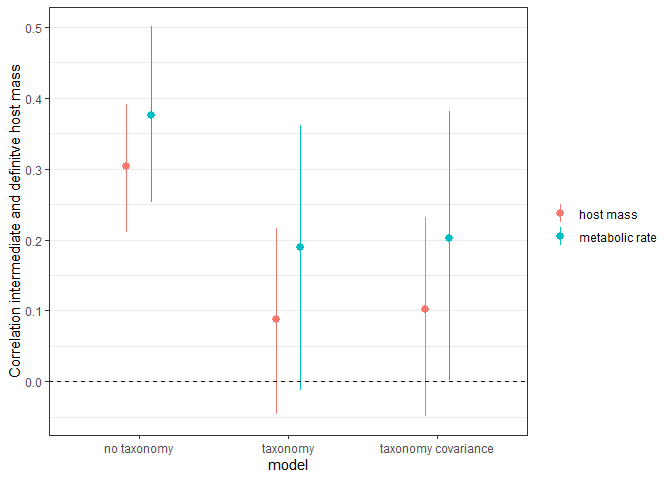 Correlation intermediate and definitve host mass
0.5
0.4
0.3
0.2
0.1
0.0
no taxonomy
taxonomy
taxonomy covariance
model
host mass
metabolic rate